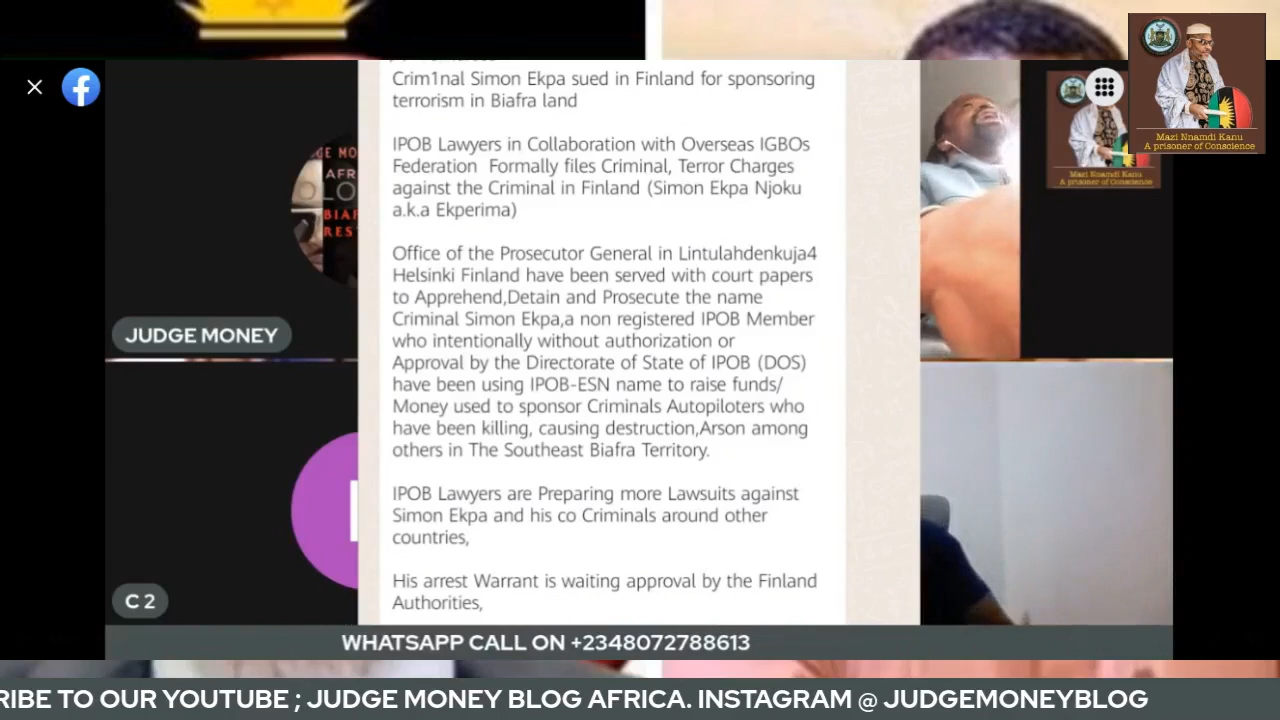 Crim1nal Simon Ekpa sued in Finland for sponsoring
terrorism in Biafra land
IPOB Lawyers in Collaboration with Overseas IGBOs
Federation Formally files Criminal, Terror Charges
against the Criminal in Finland (Simon Ekpa Njoku
a.k.a Ekperima)
Office of the Prosecutor General in Lintulahdenkuja4
Helsinki Finland have been served with court papers
to Apprehend,Detain and Prosecute the name
Criminal Simon Ekpa,a non registered IPOB Member
who intentionally without authorization or
Approval by the Directorate of State of IPOB (DOS)
have been using IPOB-ESN name to raise funds/
Money used to sponsor Criminals Autopiloters who
have been killing, causing destruction,Arson among
others in The Southeast Biafra Territory.
IPOB Lawyers are Preparing more Lawsuits against
Simon Ekpa and his co Criminals around other
countries,
His arrest Warrant is waiting approval by the Finland
Authorities,
JUDGE MONEY
C 2
Mazi Nnamdi Kanu
A prisoner of Conscience
Mazi Nnamdi Kanu
A prisoner of Conscience
WHATSAPP CALL ON +2348072788613
RIBE TO OUR YOUTUBE ; JUDGE MONEY BLOG AFRICA. INSTAGRAM @ JUDGEMONEYBLOG